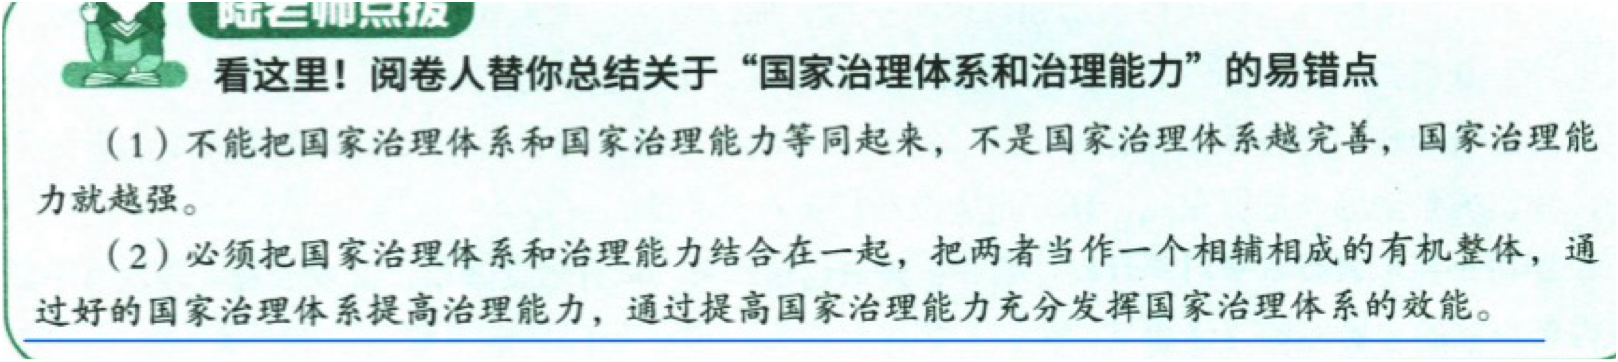 陆老师点拨
看这里！阅卷人替你总结关于“国家治理体系和治理能力”的易错点
（1）不能把国家治理体系和国家治理能力等同起来，不是国家治理体系越完善，国家治理能
力就越强。
（2）必须把国家治理体系和治理能力结合在一起，把两者当作一个相辅相成的有机整体，通
过好的国家治理体系提高治理能力，通过提高国家治理能力充分发挥国家治理体系的效能。